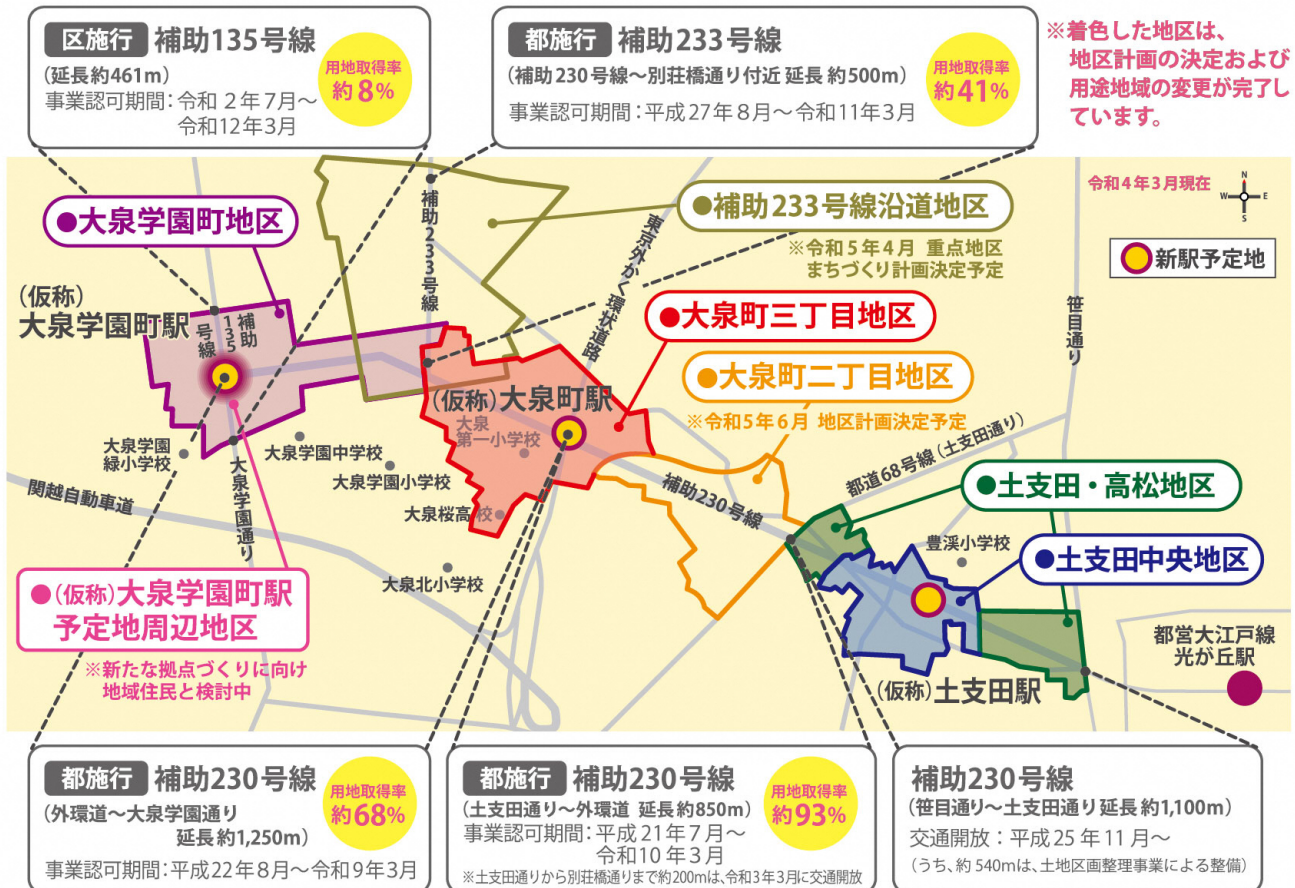 区施行 補助135号線
(延長約461m)
事業認可期間:令和2年7月～
令和12年3月
用地取得率
約8%
都施行 補助233号線
(補助230号線～別荘橋通り付近 延長 約500m)
事業認可期間:平成27年8月～令和11年3月
用地取得率
約41%
※着色した地区は、
地区計画の決定および
用途地域の変更が完了し
ています。
令和4年3月現在
N
W E
S
新駅予定地
●大泉学園町地区
補助233号線
●補助233号線沿道地区
※令和5年4月 重点地区
まちづくり計画決定予定
東京外かく環状道路
笹目通り
(仮称)
大泉学園町駅
補助135号線
●大泉町三丁目地区
●大泉町二丁目地区
※令和5年6月 地区計画決定予定
(仮称)大泉町駅
大泉
第一小学校
大泉学園
緑小学校
大泉学園中学校
大泉学園小学校
大泉桜高校
大泉北小学校
関越自動車道
大泉学園通り
補助230号線
都道68号線(土支田通り)
●土支田・高松地区
豊渓小学校
●土支田中央地区
(仮称)土支田駅
都営大江戸線
光が丘駅
●(仮称)大泉学園町駅
予定地周辺地区
※新たな拠点づくりに向け
地域住民と検討中
都施行 補助230号線
(外環道～大泉学園通り
延長約1,250m)
事業認可期間:平成22年8月～令和9年3月
用地取得率
約68%
都施行 補助230号線
(土支田通り～外環道 延長約850m)
事業認可期間:平成21年7月～
令和10年3月
※土支田通りから別荘橋通りまで約200mは、令和3年3月に交通開放
用地取得率
約93%
補助230号線
(笹目通り～土支田通り延長約1,100m)
交通開放:平成25年11月～
(うち、約540mは、土地区画整理事業による整備)